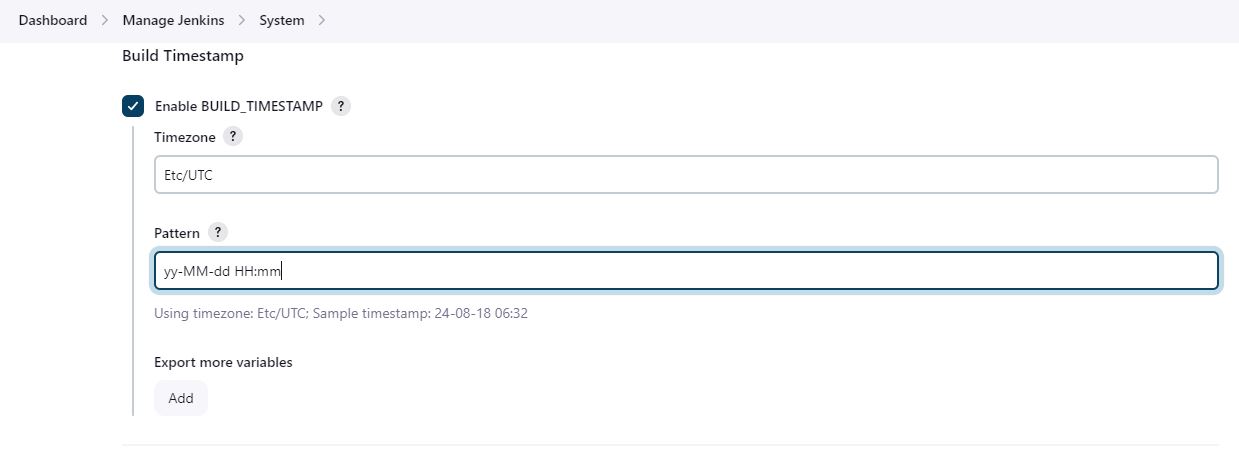 Dashboard > Manage Jenkins > System >
Build Timestamp
Enable BUILD_TIMESTAMP ?
Timezone ?
Etc/UTC
Pattern ?
yy-MM-dd HH:mm
Using timezone: Etc/UTC; Sample timestamp: 24-08-18 06:32
Export more variables
Add